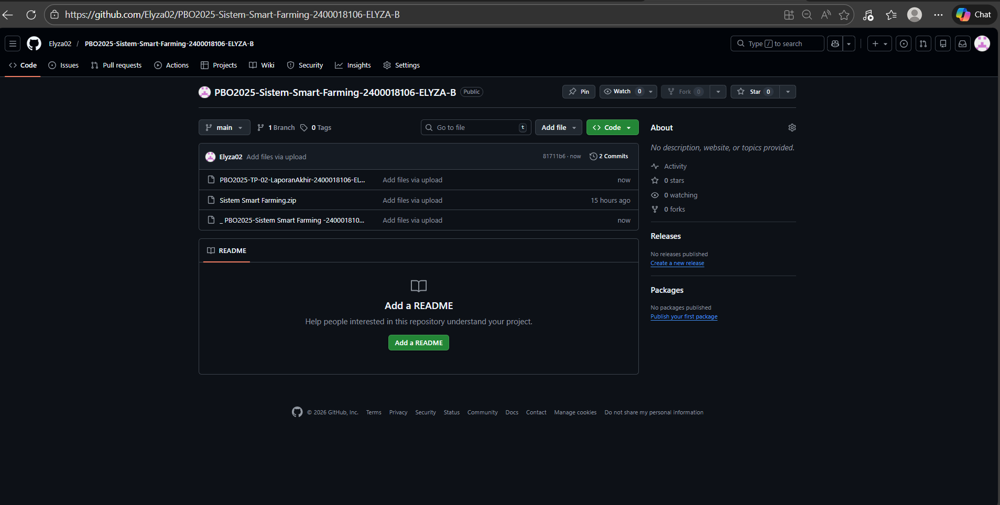 https://github.com/Elyza02/PBO2025-Sistem-Smart-Farming-2400018106-ELYZA-B
Chat
Elyza02 / PBO2025-Sistem-Smart-Farming-2400018106-ELYZA-B
Type / to search
Code Issues Pull requests Actions Projects Wiki Security Insights Settings
PBO2025-Sistem-Smart-Farming-2400018106-ELYZA-B Public
Pin Watch 0 Fork 0 Star 0
main 1 Branch 0 Tags Go to file t Add file Code
Elyza02 Add files via upload 81711b6 · now 2 Commits
PBO2025-TP-02-LaporanAkhir-2400018106-EL... Add files via upload now
Sistem Smart Farming.zip Add files via upload 15 hours ago
_ PBO2025-Sistem Smart Farming -240001810... Add files via upload now
README
Add a README
Help people interested in this repository understand your project.
Add a README
About
No description, website, or topics provided.
Activity
0 stars
0 watching
0 forks
Releases
No releases published
Create a new release
Packages
No packages published
Publish your first package
© 2026 GitHub, Inc. Terms Privacy Security Status Community Docs Contact Manage cookies Do not share my personal information